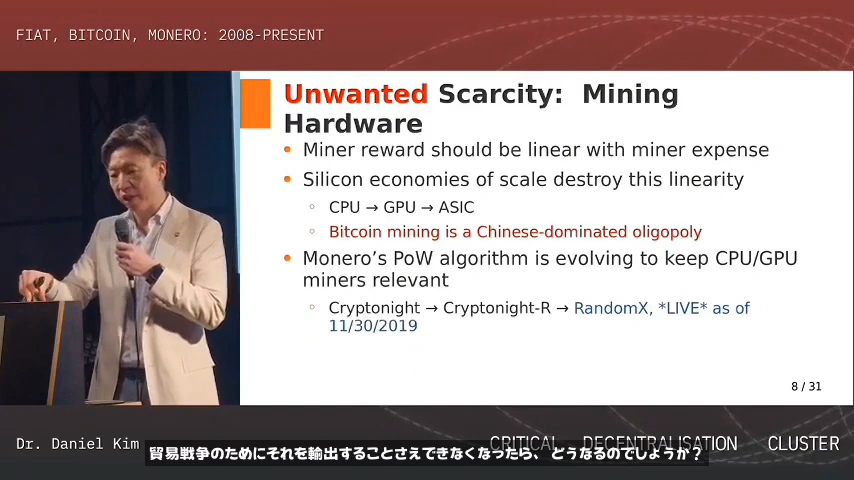 FIAT, BITCOIN, MONERO: 2008-PRESENT
Unwanted Scarcity: Mining
Hardware
• Miner reward should be linear with miner expense
• Silicon economies of scale destroy this linearity
◦ CPU → GPU → ASIC
◦ Bitcoin mining is a Chinese-dominated oligopoly
• Monero’s PoW algorithm is evolving to keep CPU/GPU
miners relevant
◦ Cryptonight → Cryptonight-R → RandomX, *LIVE* as of
11/30/2019
8 / 31
Dr. Daniel Kim
CRITICAL DECENTRALISATION CLUSTER
貿易戦争のためにそれを輸出することさえできなくなったら、どうなるのでしょうか?